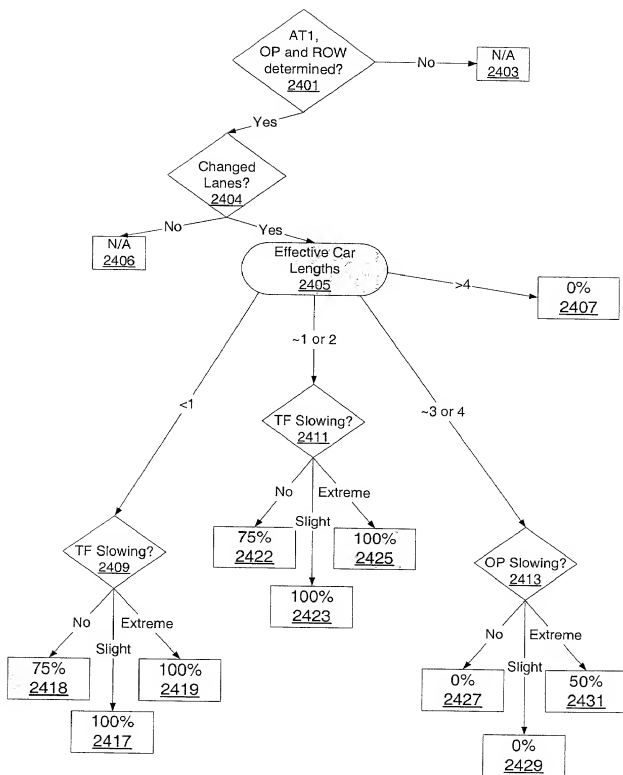 AT1,
OP and ROW
determined?
2401
No
N/A
2403
Yes
Changed
Lanes?
2404
No
Yes
N/A
2406
Effective Car
Lengths
2405
>4
0%
2407
~1 or 2
<1
~3 or 4
TF Slowing?
2411
No
Extreme
Slight
75%
2422
100%
2425
100%
2423
TF Slowing?
2409
No
Extreme
Slight
75%
2418
100%
2419
100%
2417
OP Slowing?
2413
No
Extreme
Slight
0%
2427
50%
2431
0%
2429